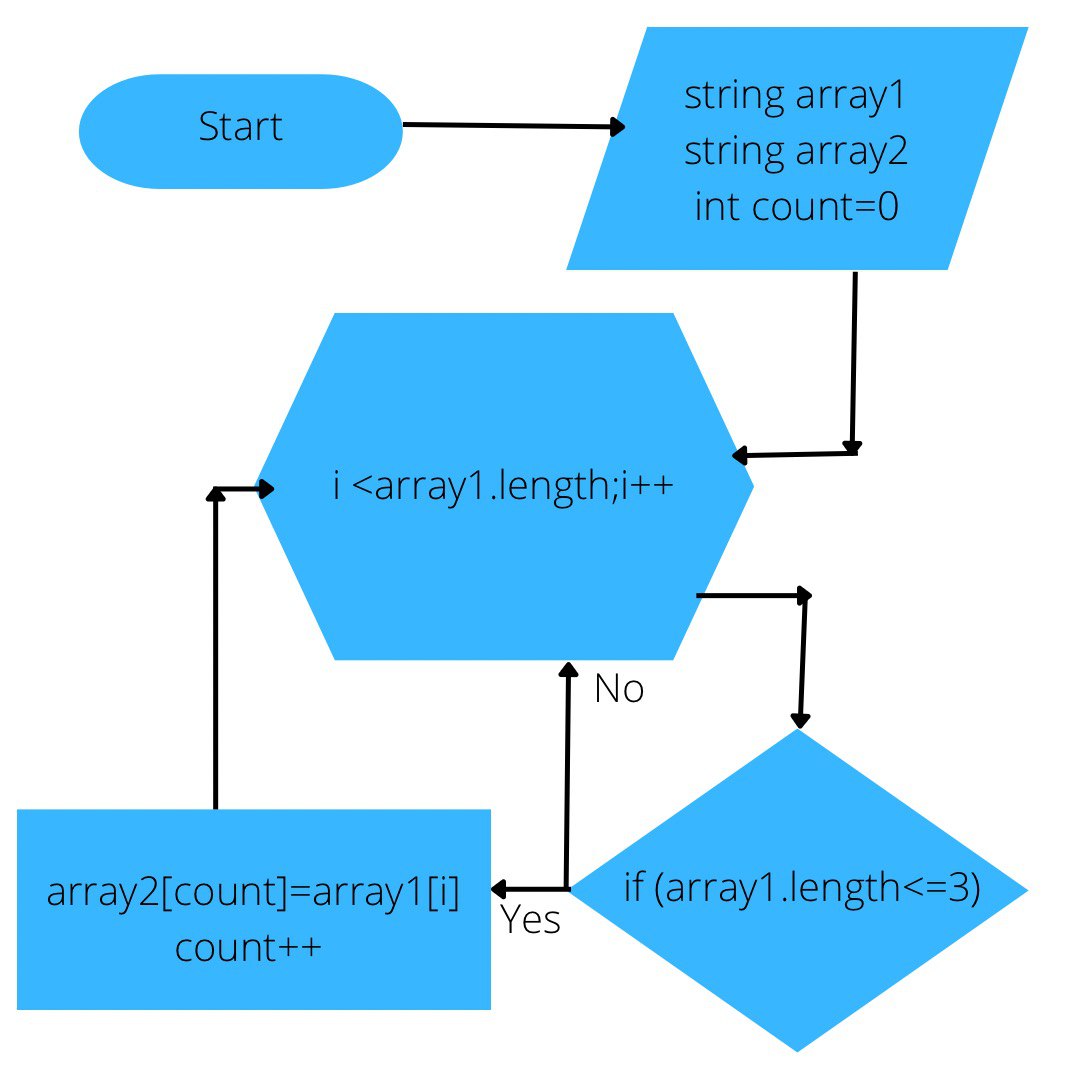 Start
string array1
string array2
int count=0
i <array1.length;i++
No
if (array1.length<=3)
Yes
array2[count]=array1[i]
count++